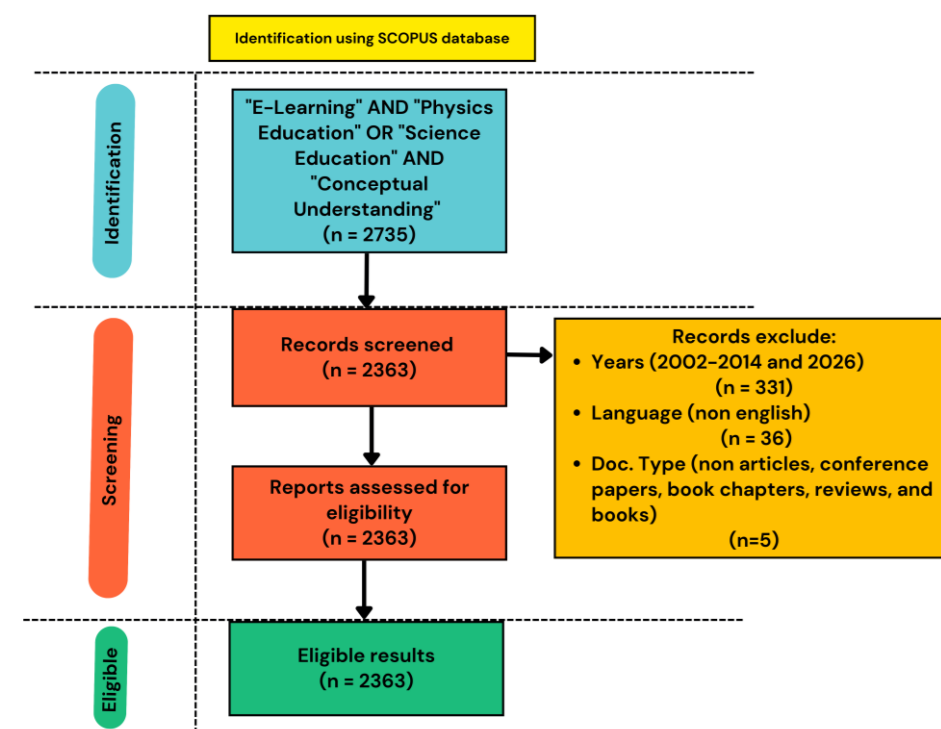 Identification using SCOPUS database
Identification
"E-Learning" AND "Physics
Education" OR "Science
Education" AND
"Conceptual
Understanding"
(n = 2735)
Screening
Records screened
(n = 2363)
Records exclude:
• Years (2002-2014 and 2026)
(n = 331)
• Language (non english)
(n = 36)
• Doc. Type (non articles, conference
papers, book chapters, reviews, and
books)
(n=5)
Reports assessed for
eligibility
(n = 2363)
Eligible
Eligible results
(n = 2363)